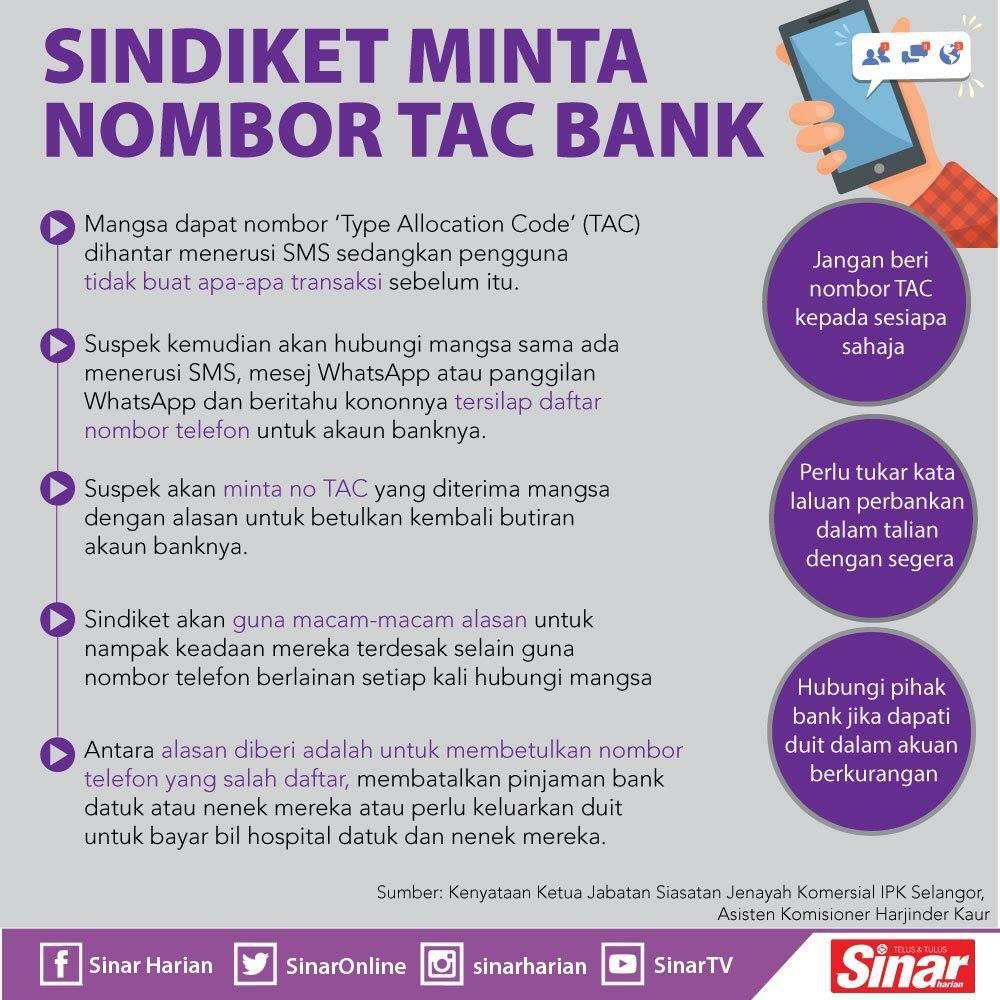 SINDIKET MINTA
NOMBOR TAC BANK
Mangsa dapat nombor ‘Type Allocation Code’ (TAC)
dihantar menerusi SMS sedangkan pengguna
tidak buat apa-apa transaksi sebelum itu.
Suspek kemudian akan hubungi mangsa sama ada
menerusi SMS, mesej WhatsApp atau panggilan
WhatsApp dan beritahu kononnya tersilap daftar
nombor telefon untuk akaun banknya.
Suspek akan minta no TAC yang diterima mangsa
dengan alasan untuk betulkan kembali butiran
akaun banknya.
Sindiket akan guna macam-macam alasan untuk
nampak keadaan mereka terdesak selain guna
nombor telefon berlainan setiap kali hubungi mangsa
Antara alasan diberi adalah untuk membetulkan nombor
telefon yang salah daftar, membatalkan pinjaman bank
datuk atau nenek mereka atau perlu keluarkan duit
untuk bayar bil hospital datuk dan nenek mereka.
Jangan beri
nombor TAC
kepada sesiapa
sahaja
Perlu tukar kata
laluan perbankan
dalam talian
dengan segera
Hubungi pihak
bank jika dapati
duit dalam akuan
berkurangan
Sumber: Kenyataan Ketua Jabatan Siasatan Jenayah Komersial IPK Selangor,
Asisten Komisioner Harjinder Kaur
Sinar Harian
SinarOnline
sinarharian
SinarTV
TELUS & TULUS
Sinar
harian